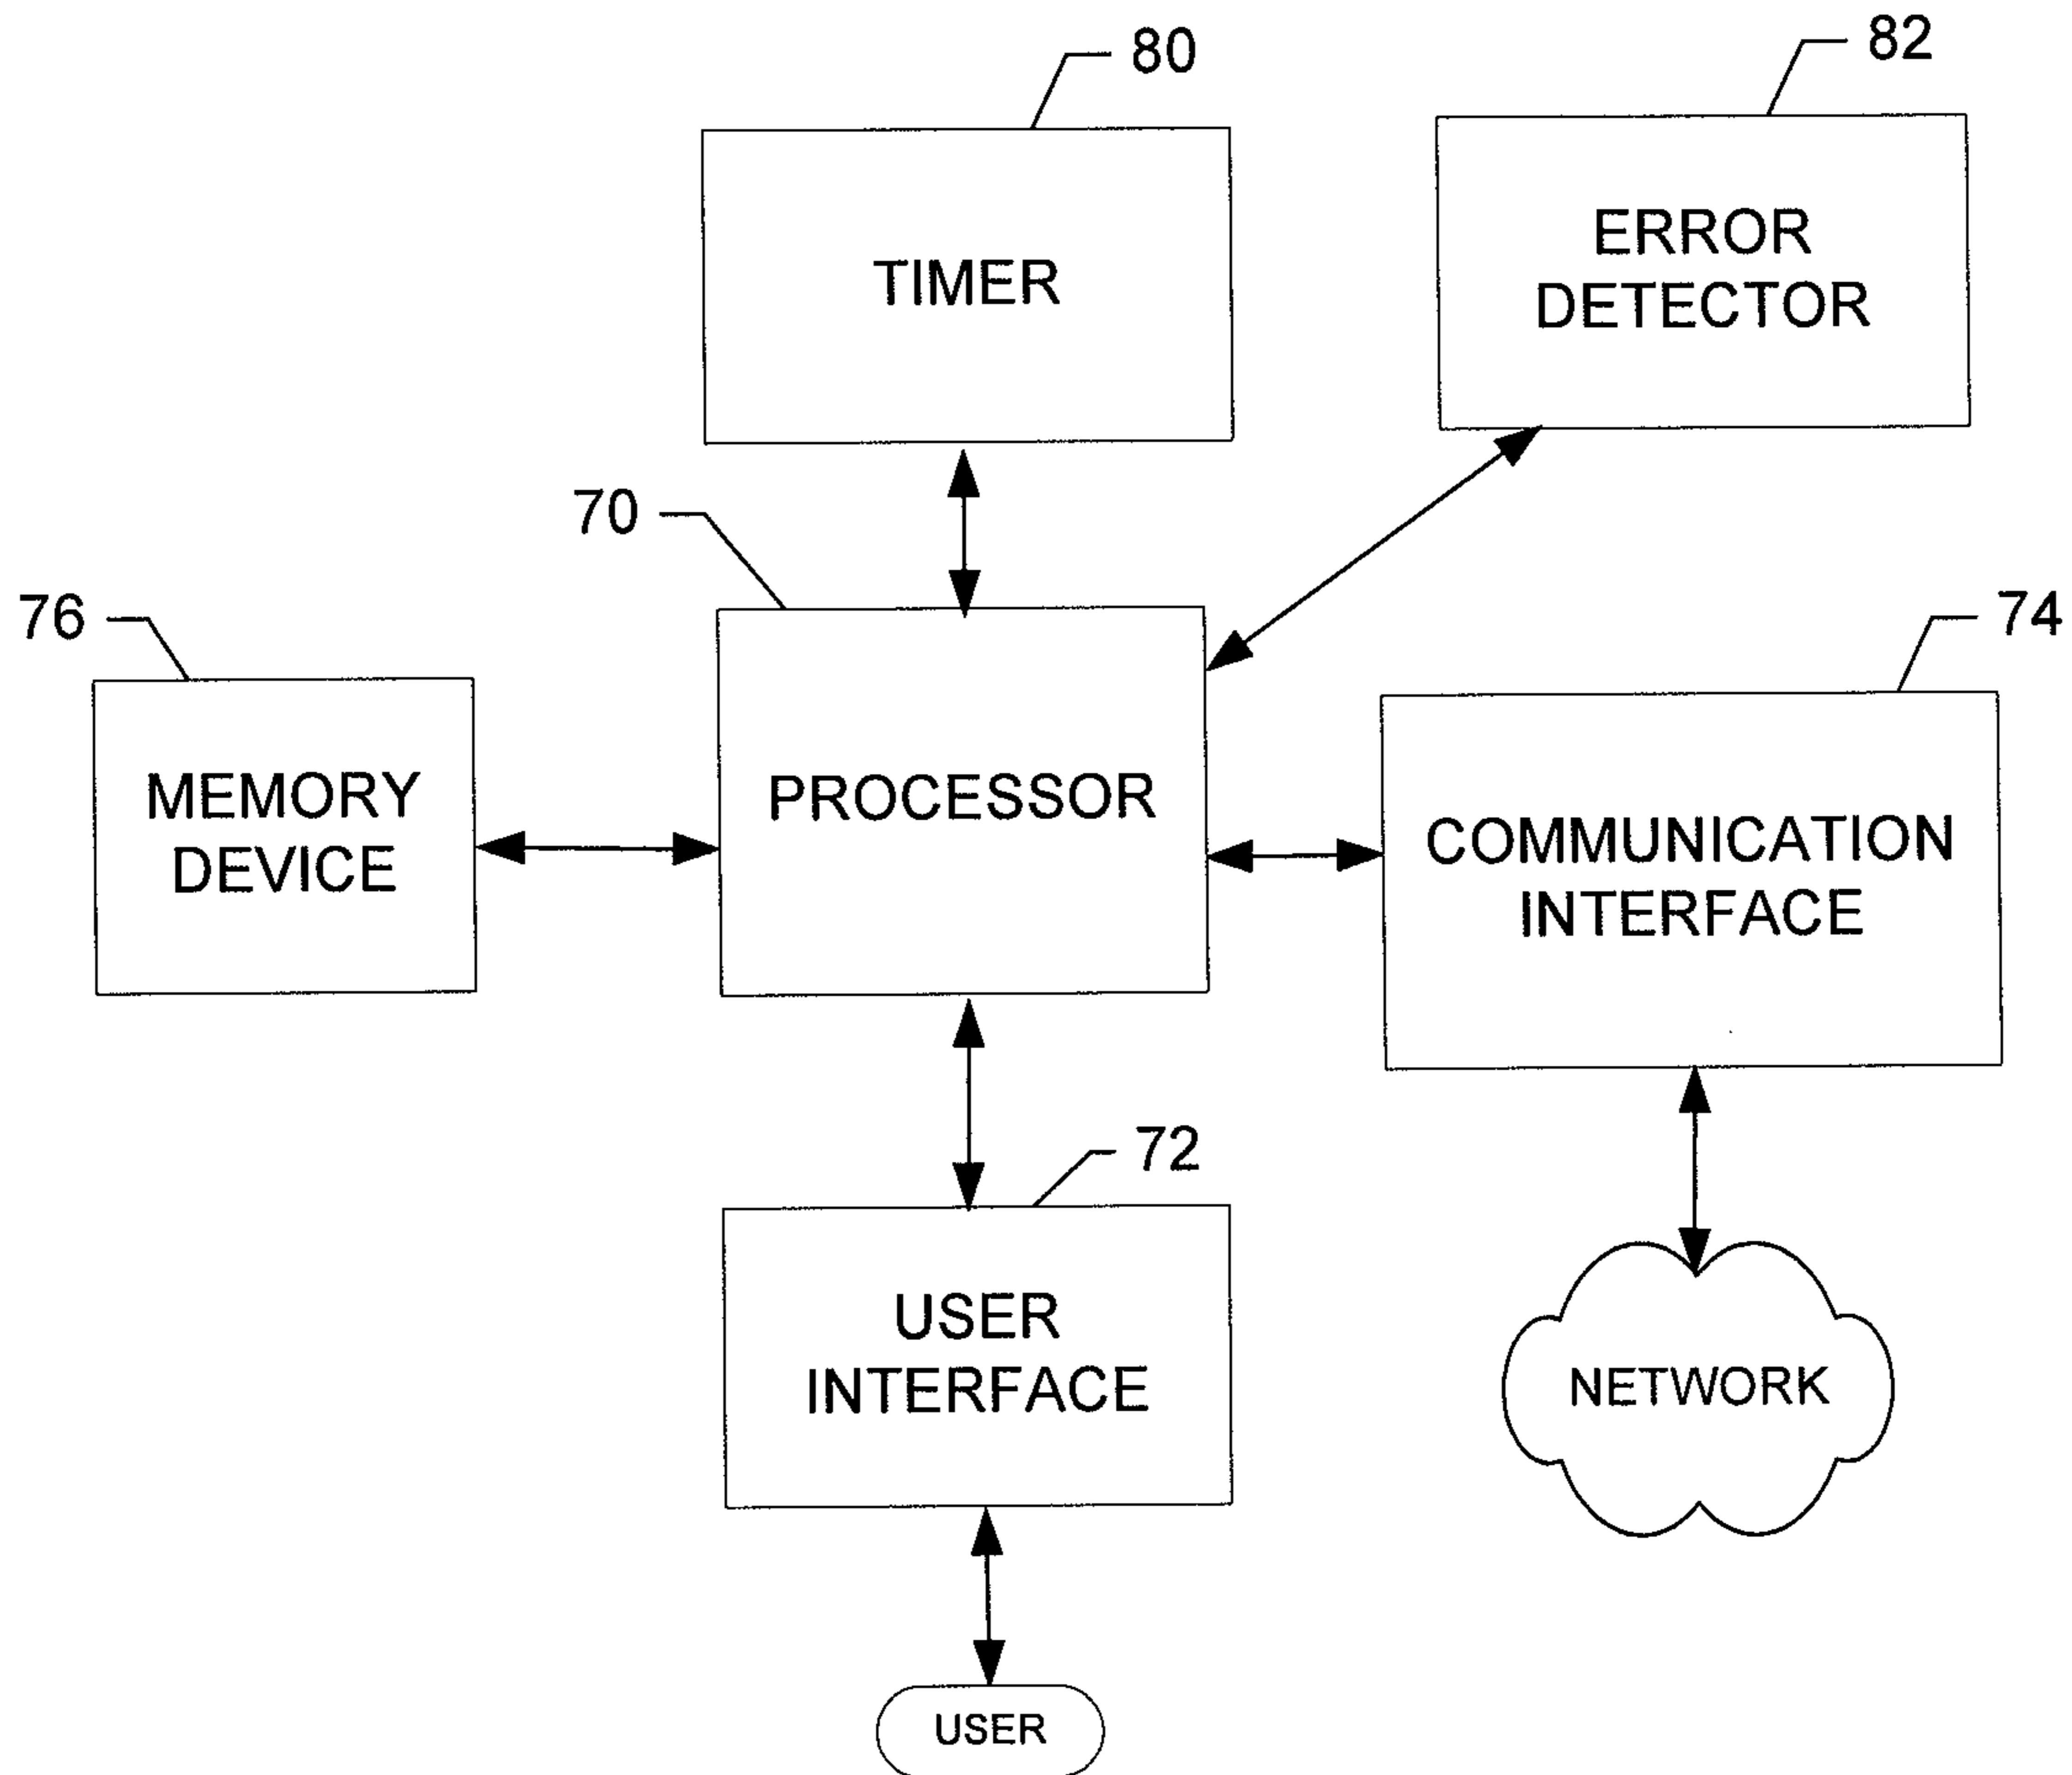 80
82
TIMER
ERROR
DETECTOR
70
76
74
MEMORY
DEVICE
PROCESSOR
COMMUNICATION
INTERFACE
72
USER
INTERFACE
NETWORK
USER